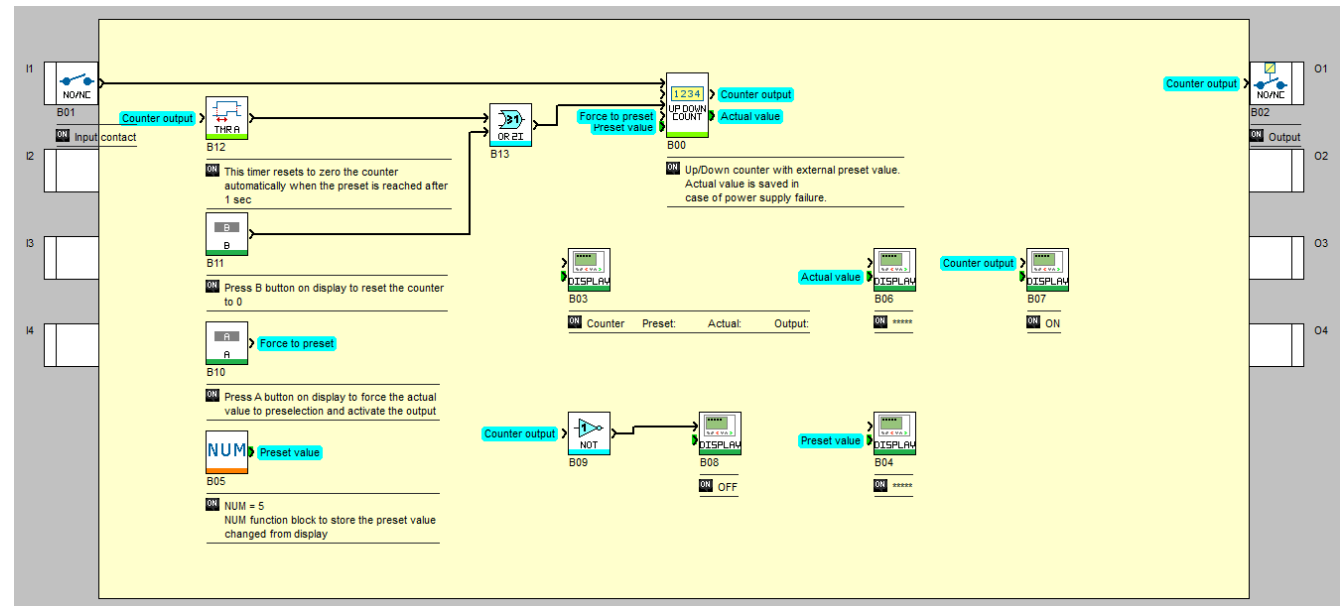 I1
NO/NC
B01
ON Input contact
I2
I3
I4
Counter output
TMR A
B12
ON This timer resets to zero the counter
automatically when the preset is reached after
1 sec
B
B
B11
ON Press B button on display to reset the counter
to 0
A
A
Force to preset
B10
ON Press A button on display to force the actual
value to preselection and activate the output
NUM
Preset value
B05
ON NUM = 5
NUM function block to store the preset value
changed from display
≥1
OR 2I
B13
Force to preset
Preset value
1234
UP DOWN
COUNT
Counter output
Actual value
B00
ON Up/Down counter with external preset value.
Actual value is saved in
case of power supply failure.
DISPLAY
B03
ON Counter Preset: Actual: Output:
Actual value
DISPLAY
B06
ON *****
Counter output
DISPLAY
B07
ON ON
Counter output
1
NOT
B09
DISPLAY
B08
ON OFF
Preset value
DISPLAY
B04
ON *****
Counter output
NO/NC
B02
ON Output
O1
O2
O3
O4